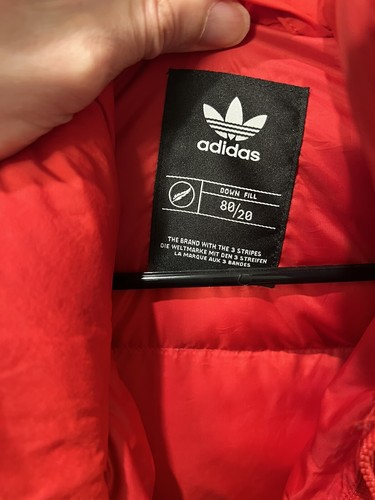 adidas
DOWN FILL
80/20
THE BRAND WITH THE 3 STRIPES
DIE WELTMARKE MIT DEN 3 STREIFEN
LA MARQUE AUX 3 BANDES